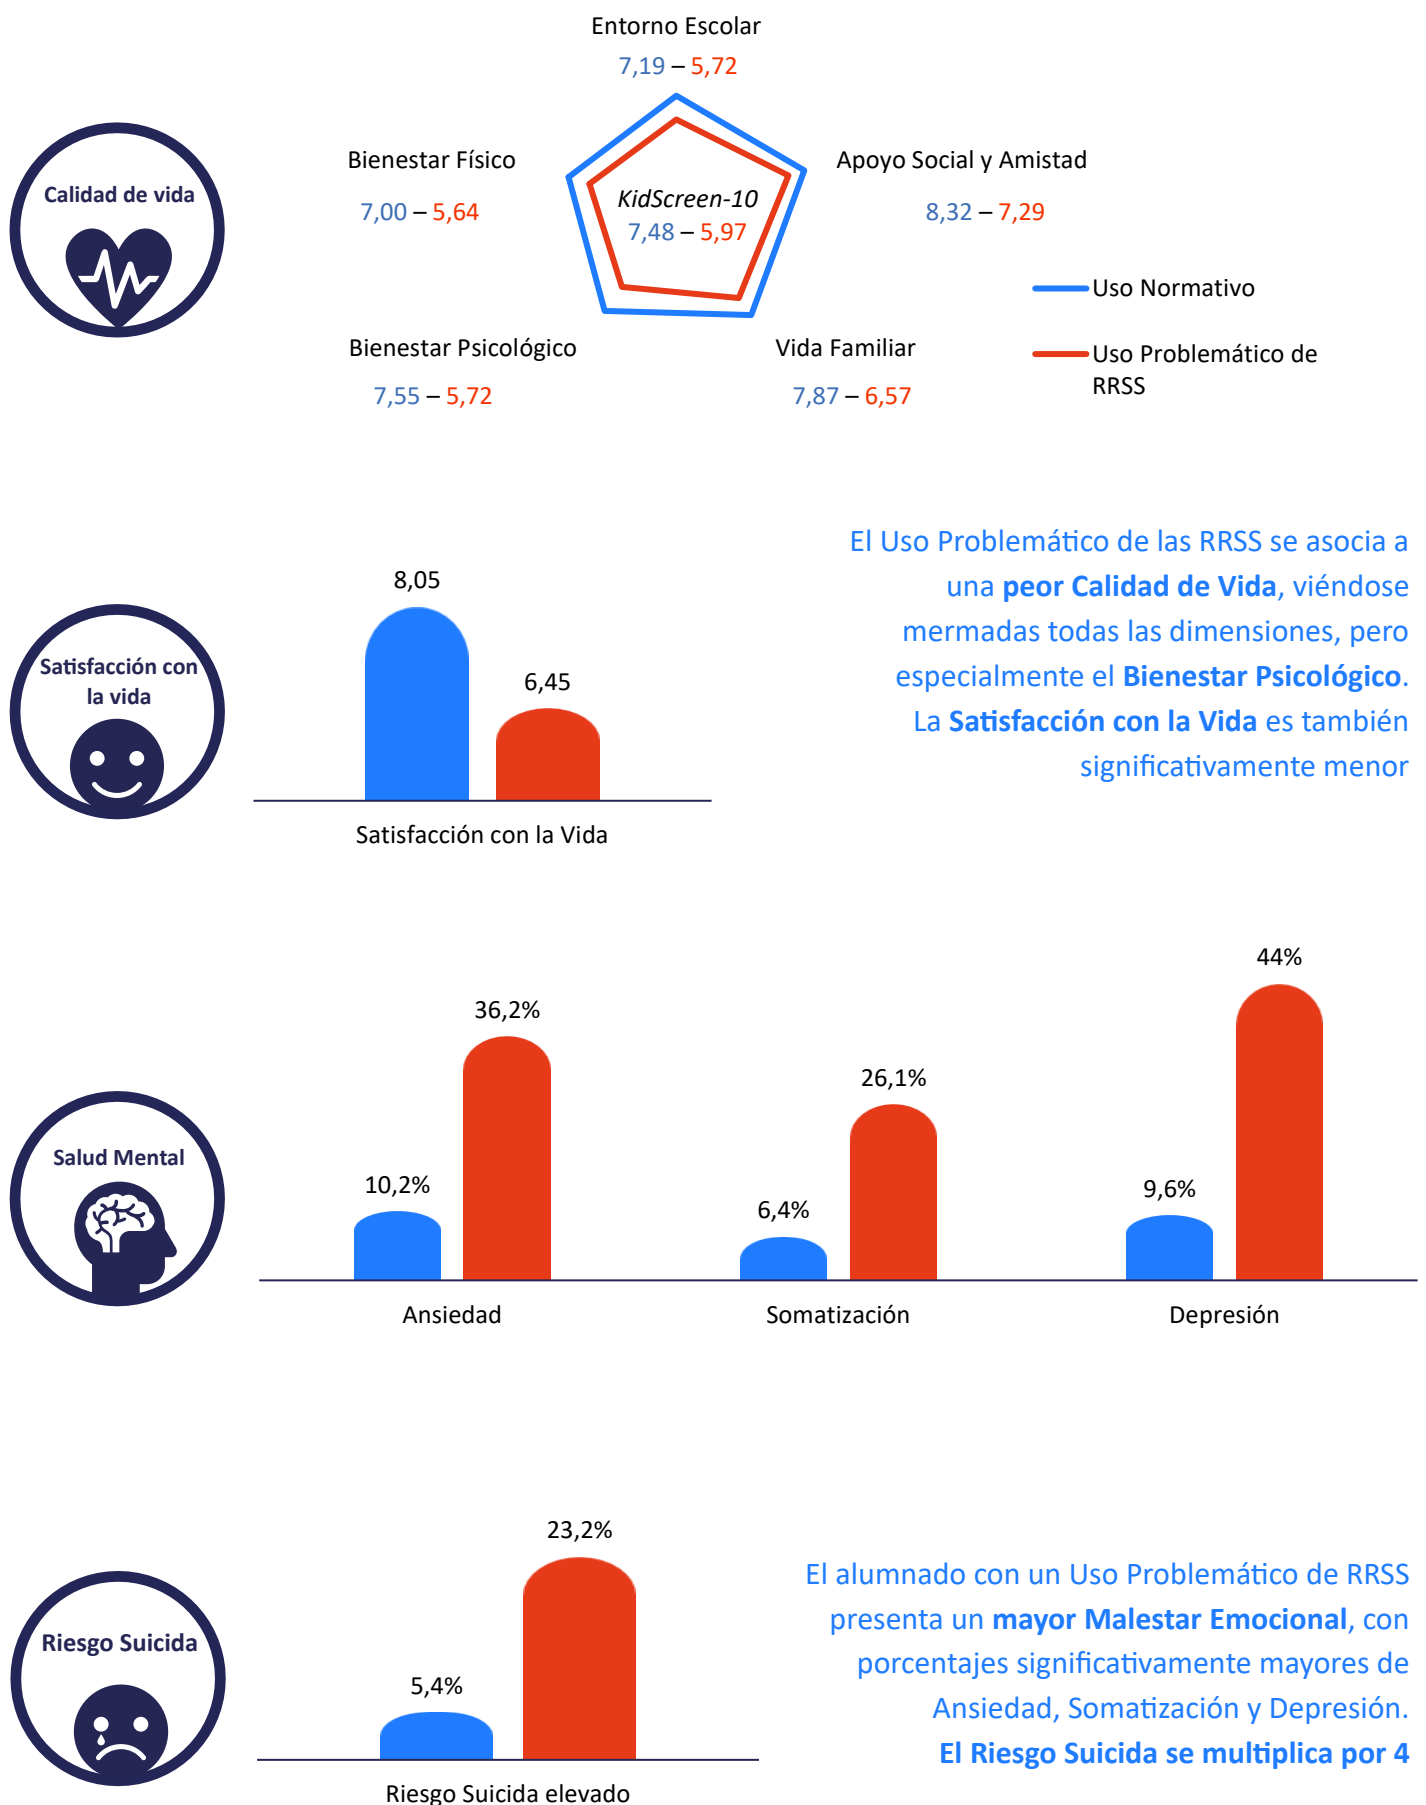 Entorno Escolar
7,19 – 5,72
Calidad de vida
Bienestar Físico
7,00 – 5,64
KidScreen-10
7,48 – 5,97
Apoyo Social y Amistad
8,32 – 7,29
Uso Normativo
Uso Problemático de
RRSS
Bienestar Psicológico
7,55 – 5,72
Vida Familiar
7,87 – 6,57
Satisfacción con
la vida
8,05
6,45
Satisfacción con la Vida
El Uso Problemático de las RRSS se asocia a
una peor Calidad de Vida, viéndose
mermadas todas las dimensiones, pero
especialmente el Bienestar Psicológico.
La Satisfacción con la Vida es también
significativamente menor
Salud Mental
10,2%
36,2%
Ansiedad
6,4%
26,1%
Somatización
9,6%
44%
Depresión
Riesgo Suicida
5,4%
23,2%
Riesgo Suicida elevado
El alumnado con un Uso Problemático de RRSS
presenta un mayor Malestar Emocional, con
porcentajes significativamente mayores de
Ansiedad, Somatización y Depresión.
El Riesgo Suicida se multiplica por 4